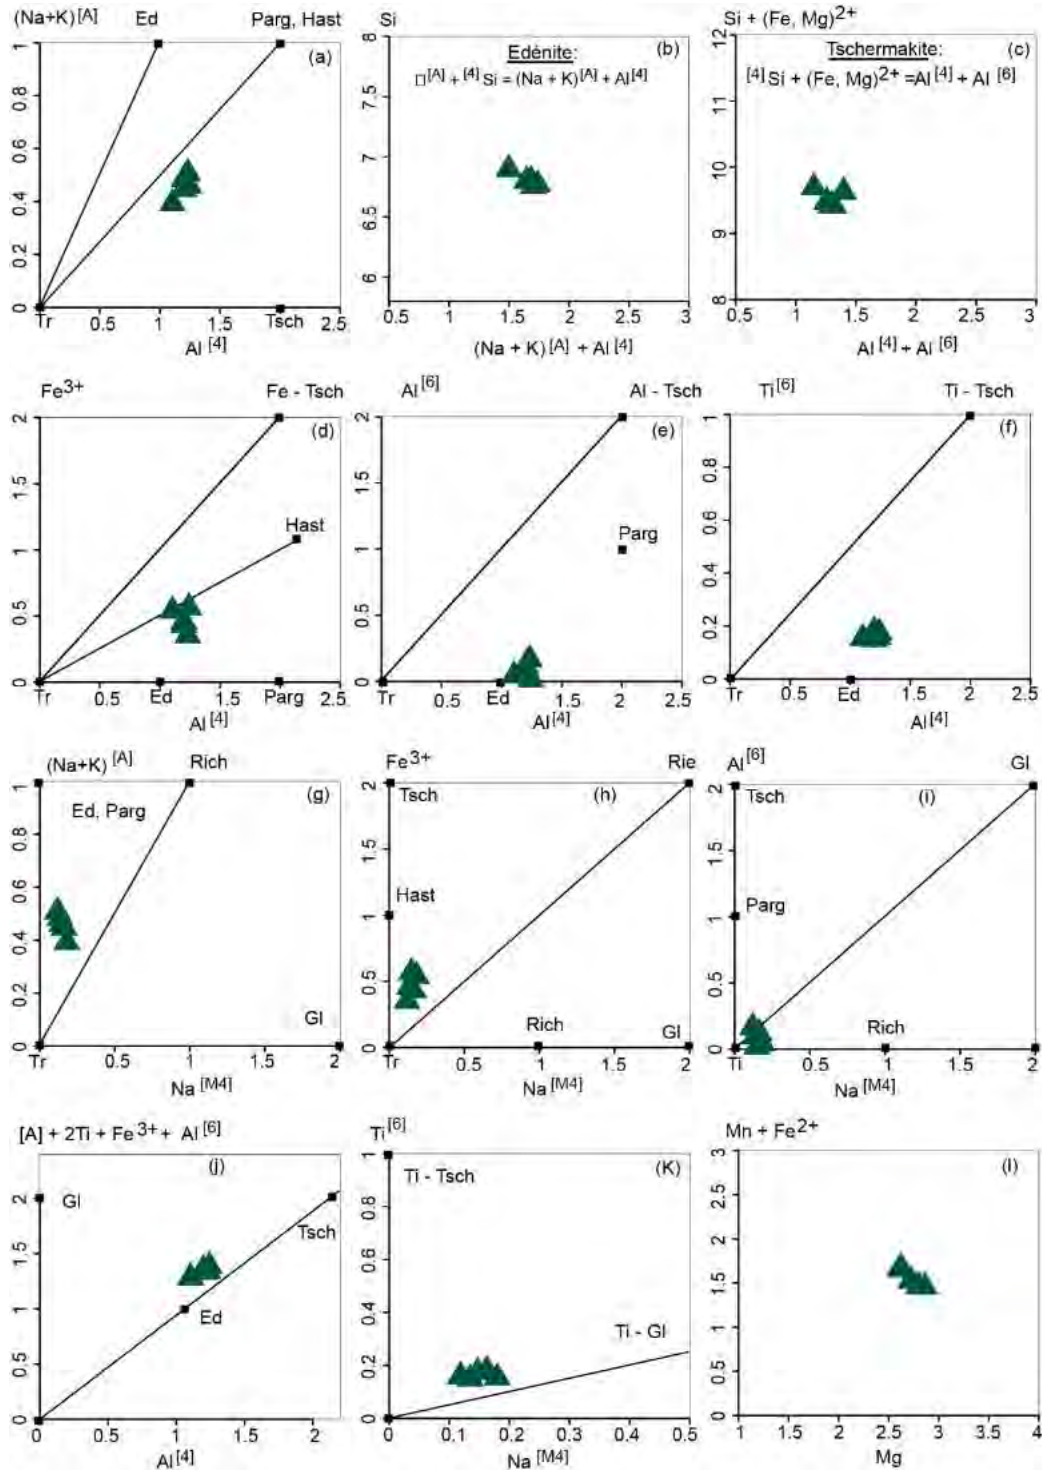 (Na+K)[A] Ed Parg, Hast
(a)
1
0.8
0.6
0.4
0.2
0
Tr 0.5 1 1.5 Tsch 2.5
Al [4]
Si
(b)
Edénite:
□[A] + [4]Si = (Na + K)[A] + Al[4]
8
7.5
7
6.5
6
0 0.5 1 1.5 2 2.5 3
(Na + K)[A] + Al[4]
Si + (Fe, Mg)2+
Tschermakite: (c)
[4]Si + (Fe, Mg)2+ =Al[4] + Al [6]
12
11
10
9
8
0.5 1 1.5 2 2.5 3
Al[4] + Al[6]
Fe3+ Fe - Tsch
(d)
2
1.5
1
0.5
0
Hast
Tr Ed 1.5 Parg 2.5
Al [4]
Al[6] Al - Tsch
(e)
2
1.5
1
0.5
0
Parg
Tr 0.5 Ed 1.5 2 2.5
Al[4]
Ti[6] Ti - Tsch
(f)
1
0.8
0.6
0.4
0.2
0
Tr 0.5 Ed 1.5 2 2.5
Al[4]
(Na+K) [A] Rich
(g)
Ed, Parg
1
0.8
0.6
0.4
0.2
0
Gl
Tr 0.5 1 1.5 2
Na[M4]
Fe3+ Rie
Tsch (h)
2
1.5
1
0.5
0
Hast
Rich Gl
Tr 0.5 1 1.5 2
Na[M4]
Al[6] Gl
Tsch (i)
2
1.5
1
0.5
0
Parg
Rich
Ti 0.5 1 1.5 2
Na[M4]
[A] + 2Ti + Fe3+ + Al [6]
(j)
2
1.5
1
0.5
0
Gl
Tsch
Ed
0 0.5 1 1.5 2
Al[4]
Ti[6]
(K)
Ti - Tsch
1
0.8
0.6
0.4
0.2
0
Ti - Gl
0 0.1 0.2 0.3 0.4 0.5
Na [M4]
Mn + Fe2+
(l)
3
2.5
2
1.5
1
0.5
0
1 1.5 2 2.5 3 3.5 4
Mg